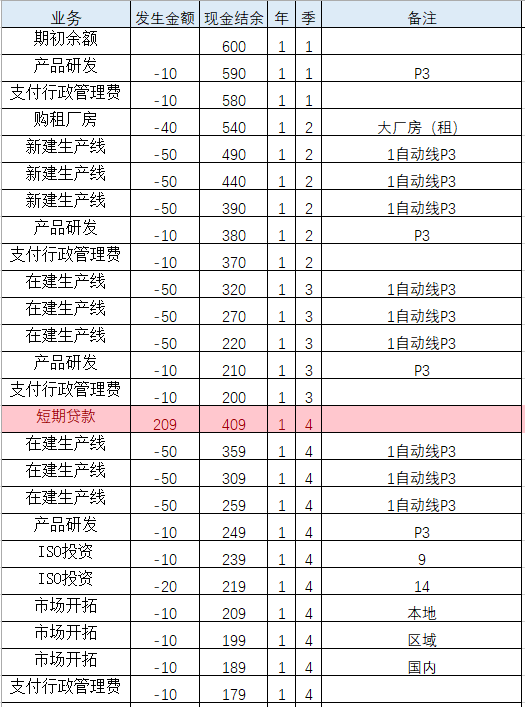 业务 发生金额 现金结余 年 季 备注
期初余额 600 1 1
产品研发 -10 590 1 1 P3
支付行政管理费 -10 580 1 1
购租厂房 -40 540 1 2 大厂房（租）
新建生产线 -50 490 1 2 1自动线P3
新建生产线 -50 440 1 2 1自动线P3
新建生产线 -50 390 1 2 1自动线P3
产品研发 -10 380 1 2 P3
支付行政管理费 -10 370 1 2
在建生产线 -50 320 1 3 1自动线P3
在建生产线 -50 270 1 3 1自动线P3
在建生产线 -50 220 1 3 1自动线P3
产品研发 -10 210 1 3 P3
支付行政管理费 -10 200 1 3
短期贷款 209 409 1 4
在建生产线 -50 359 1 4 1自动线P3
在建生产线 -50 309 1 4 1自动线P3
在建生产线 -50 259 1 4 1自动线P3
产品研发 -10 249 1 4 P3
ISO投资 -10 239 1 4 9
ISO投资 -20 219 1 4 14
市场开拓 -10 209 1 4 本地
市场开拓 -10 199 1 4 区域
市场开拓 -10 189 1 4 国内
支付行政管理费 -10 179 1 4